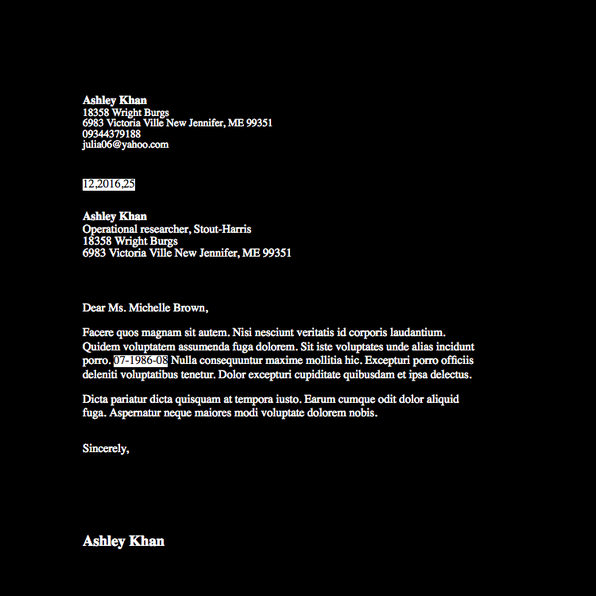 Ashley Khan
18358 Wright Burgs
6983 Victoria Ville New Jennifer, ME 99351
09344379188
julia06@yahoo.com
12,2016,25
Ashley Khan
Operational researcher, Stout-Harris
18358 Wright Burgs
6983 Victoria Ville New Jennifer, ME 99351
Dear Ms. Michelle Brown,
Facere quos magnam sit autem. Nisi nesciunt veritatis id corporis laudantium.
Quidem voluptatem assumenda fuga dolorem. Sit iste voluptates unde alias incidunt
porro. 07-1986-08 Nulla consequuntur maxime mollitia hic. Excepturi porro officiis
deleniti voluptatibus tenetur. Dolor excepturi cupiditate quibusdam et ipsa delectus.
Dicta pariatur dicta quisquam at tempora iusto. Earum cumque odit dolor aliquid
fuga. Aspernatur neque maiores modi voluptate dolorem nobis.
Sincerely,
Ashley Khan